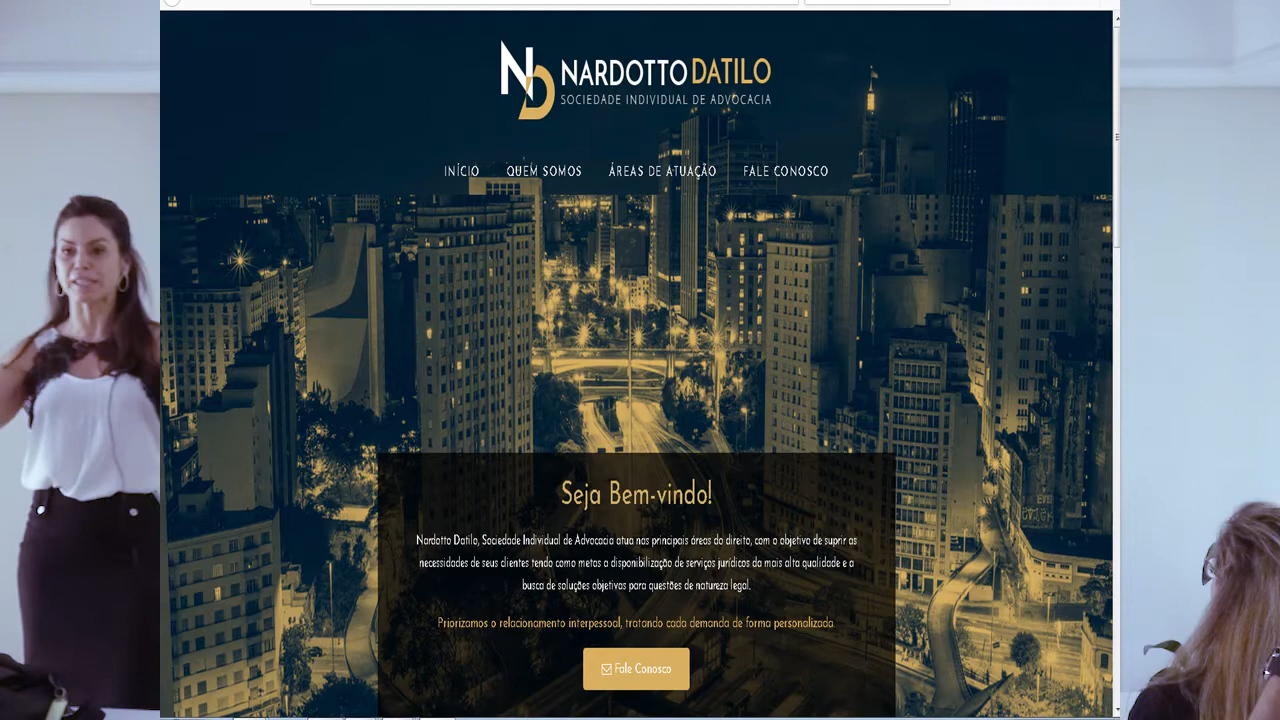 ND NARDOTTO DATILO
SOCIEDADE INDIVIDUAL DE ADVOCACIA
INÍCIO QUEM SOMOS ÁREAS DE ATUAÇÃO FALE CONOSCO
Seja Bem-vindo!
Nardotto Datilo, Sociedade Individual de Advocacia atua nas principais áreas do direito, com o objetivo de suprir as
necessidades de seus clientes tendo como metas a disponibilização de serviços jurídicos da mais alta qualidade e a
busca de soluções objetivas para questões de natureza legal.
Priorizamos o relacionamento interpessoal, tratando cada demanda de forma personalizada.
Fale Conosco